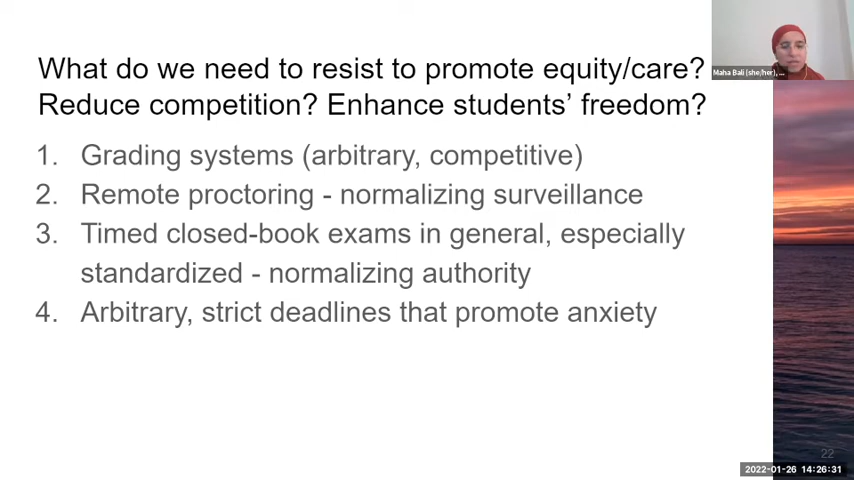 What do we need to resist to promote equity/care?
Reduce competition? Enhance students’ freedom?
1. Grading systems (arbitrary, competitive)
2. Remote proctoring - normalizing surveillance
3. Timed closed-book exams in general, especially
standardized - normalizing authority
4. Arbitrary, strict deadlines that promote anxiety
Maha Bali (she/her), ...
22
2022-01-26 14:26:31